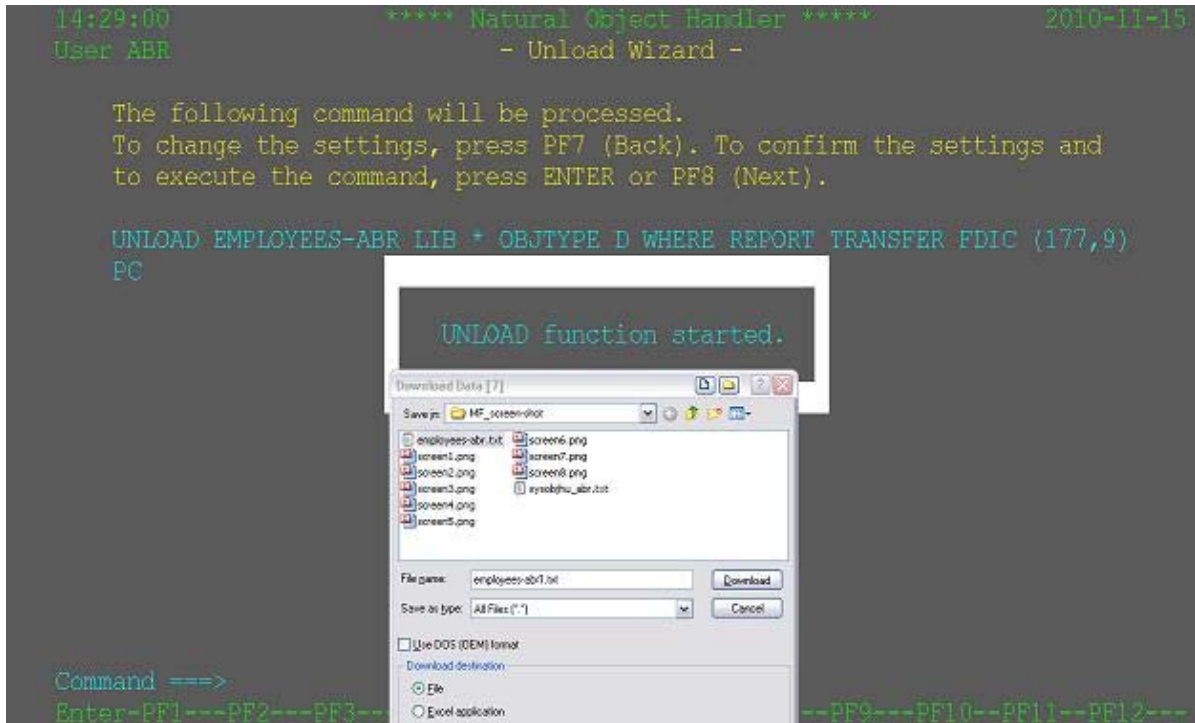 14:29:00 ***** Natural Object Handler ***** 2010-11-15
User ABR - Unload Wizard -
The following command will be processed.
To change the settings, press PF7 (Back). To confirm the settings and
to execute the command, press ENTER or PF8 (Next).
UNLOAD EMPLOYEES-ABR LIB * OBJTYPE D WHERE REPORT TRANSFER FDIC (177,9)
PC
UNLOAD function started.
Download Data [7]
Save in: MF_screen-shot
employees-abr.txt screen6.png
screen1.png screen7.png
screen2.png screen8.png
screen3.png sysobjhu_abr.txt
screen4.png
screen5.png
File name: employees-abr1.txt Download
Save as type: All Files (*.*) Cancel
Use DOS (OEM) format
Download destination
File
Excel application
Command ===>
Enter-PF1---PF2---PF3-- --PF9---PF10--PF11--PF12---